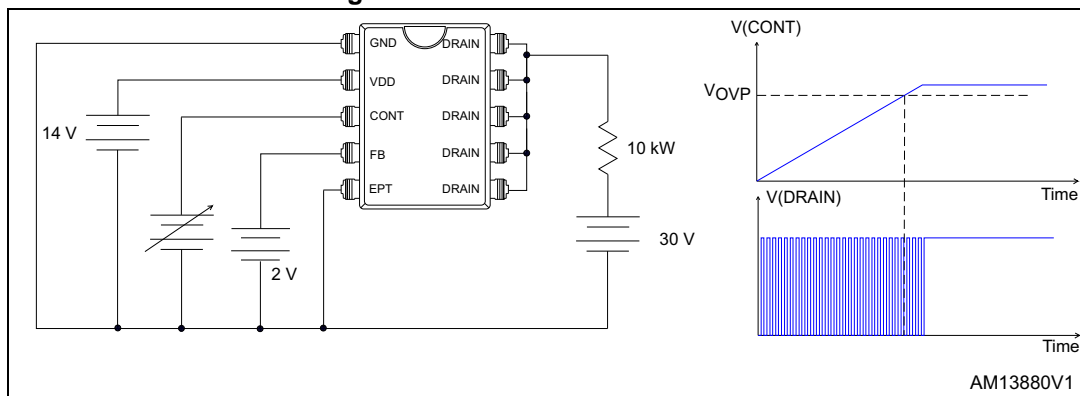 GND DRAIN
VDD DRAIN
CONT DRAIN
FB DRAIN
EPT DRAIN
14 V
2 V
10 kW
30 V
V(CONT)
VOVP
Time
V(DRAIN)
Time
AM13880V1